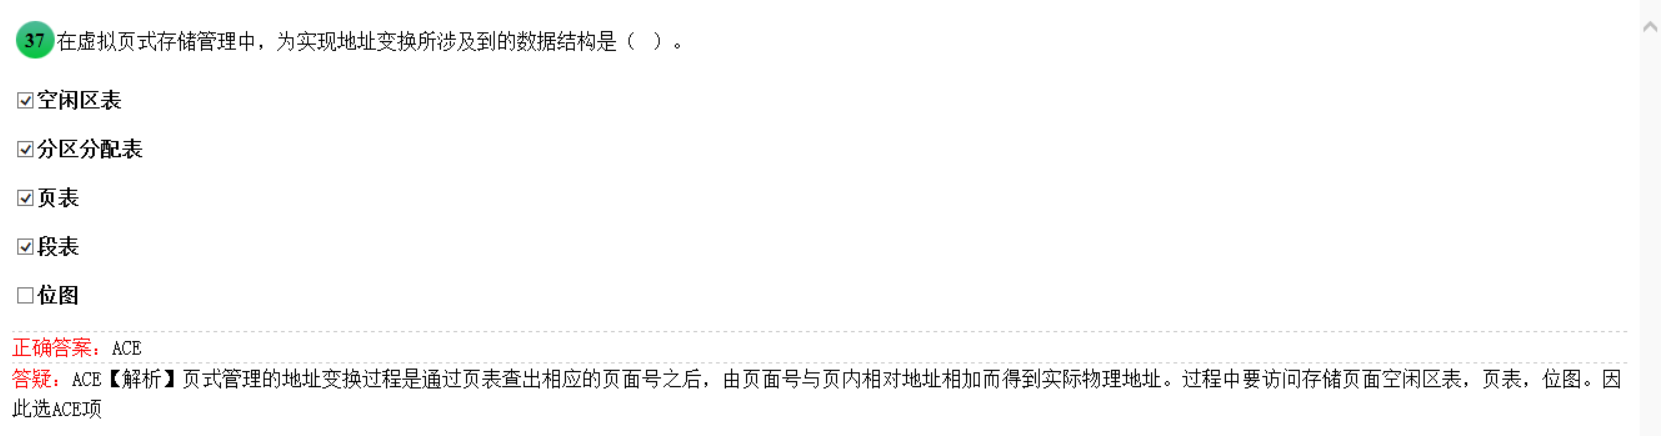 37 在虚拟页式存储管理中，为实现地址变换所涉及到的数据结构是（ ）。
空闲区表
分区分配表
页表
段表
位图
正确答案：ACE
答疑：ACE【解析】页式管理的地址变换过程是通过页表查出相应的页面号之后，由页面号与页内相对地址相加而得到实际物理地址。过程中要访问存储页面空闲区表，页表，位图。因
此选ACE项